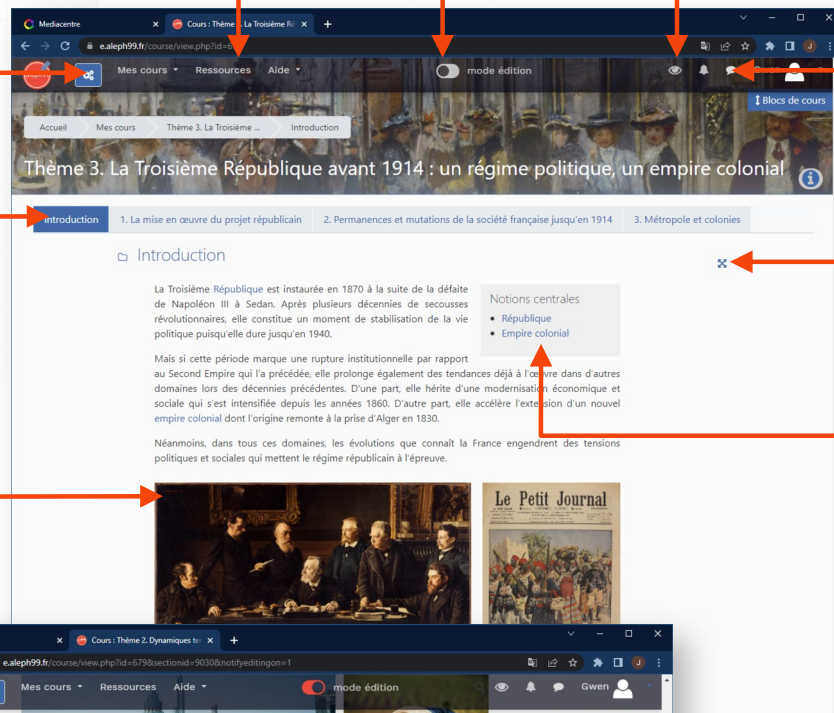 Mediacentre
Cours : Thème 3. La Troisième Ré
e.aleph99.fr/course/view.php?id=6
Mes cours Ressources Aide mode édition Gwen
Blocs de cours
Accueil Mes cours Thème 3. La Troisième ... Introduction
Thème 3. La Troisième République avant 1914 : un régime politique, un empire colonial
Introduction 1. La mise en œuvre du projet républicain 2. Permanences et mutations de la société française jusqu'en 1914 3. Métropole et colonies
Introduction
La Troisième République est instaurée en 1870 à la suite de la défaite
de Napoléon III à Sedan. Après plusieurs décennies de secousses
révolutionnaires, elle constitue un moment de stabilisation de la vie
politique puisqu'elle dure jusqu'en 1940.
Notions centrales
République
Empire colonial
Mais si cette période marque une rupture institutionnelle par rapport
au Second Empire qui l'a précédée, elle prolonge également des tendances déjà à l'œuvre dans d'autres
domaines lors des décennies précédentes. D'une part, elle hérite d'une modernisation économique et
sociale qui s'est intensifiée depuis les années 1860. D'autre part, elle accélère l'extension d'un nouvel
empire colonial dont l'origine remonte à la prise d'Alger en 1830.
Néanmoins, dans tous ces domaines, les évolutions que connaît la France engendrent des tensions
politiques et sociales qui mettent le régime républicain à l'épreuve.
Le Petit Journal
Cours : Thème 2. Dynamiques te
e.aleph99.fr/course/view.php?id=679&sectionid=9030&notifyeditingon=1
Mes cours Ressources Aide mode édition Gwen